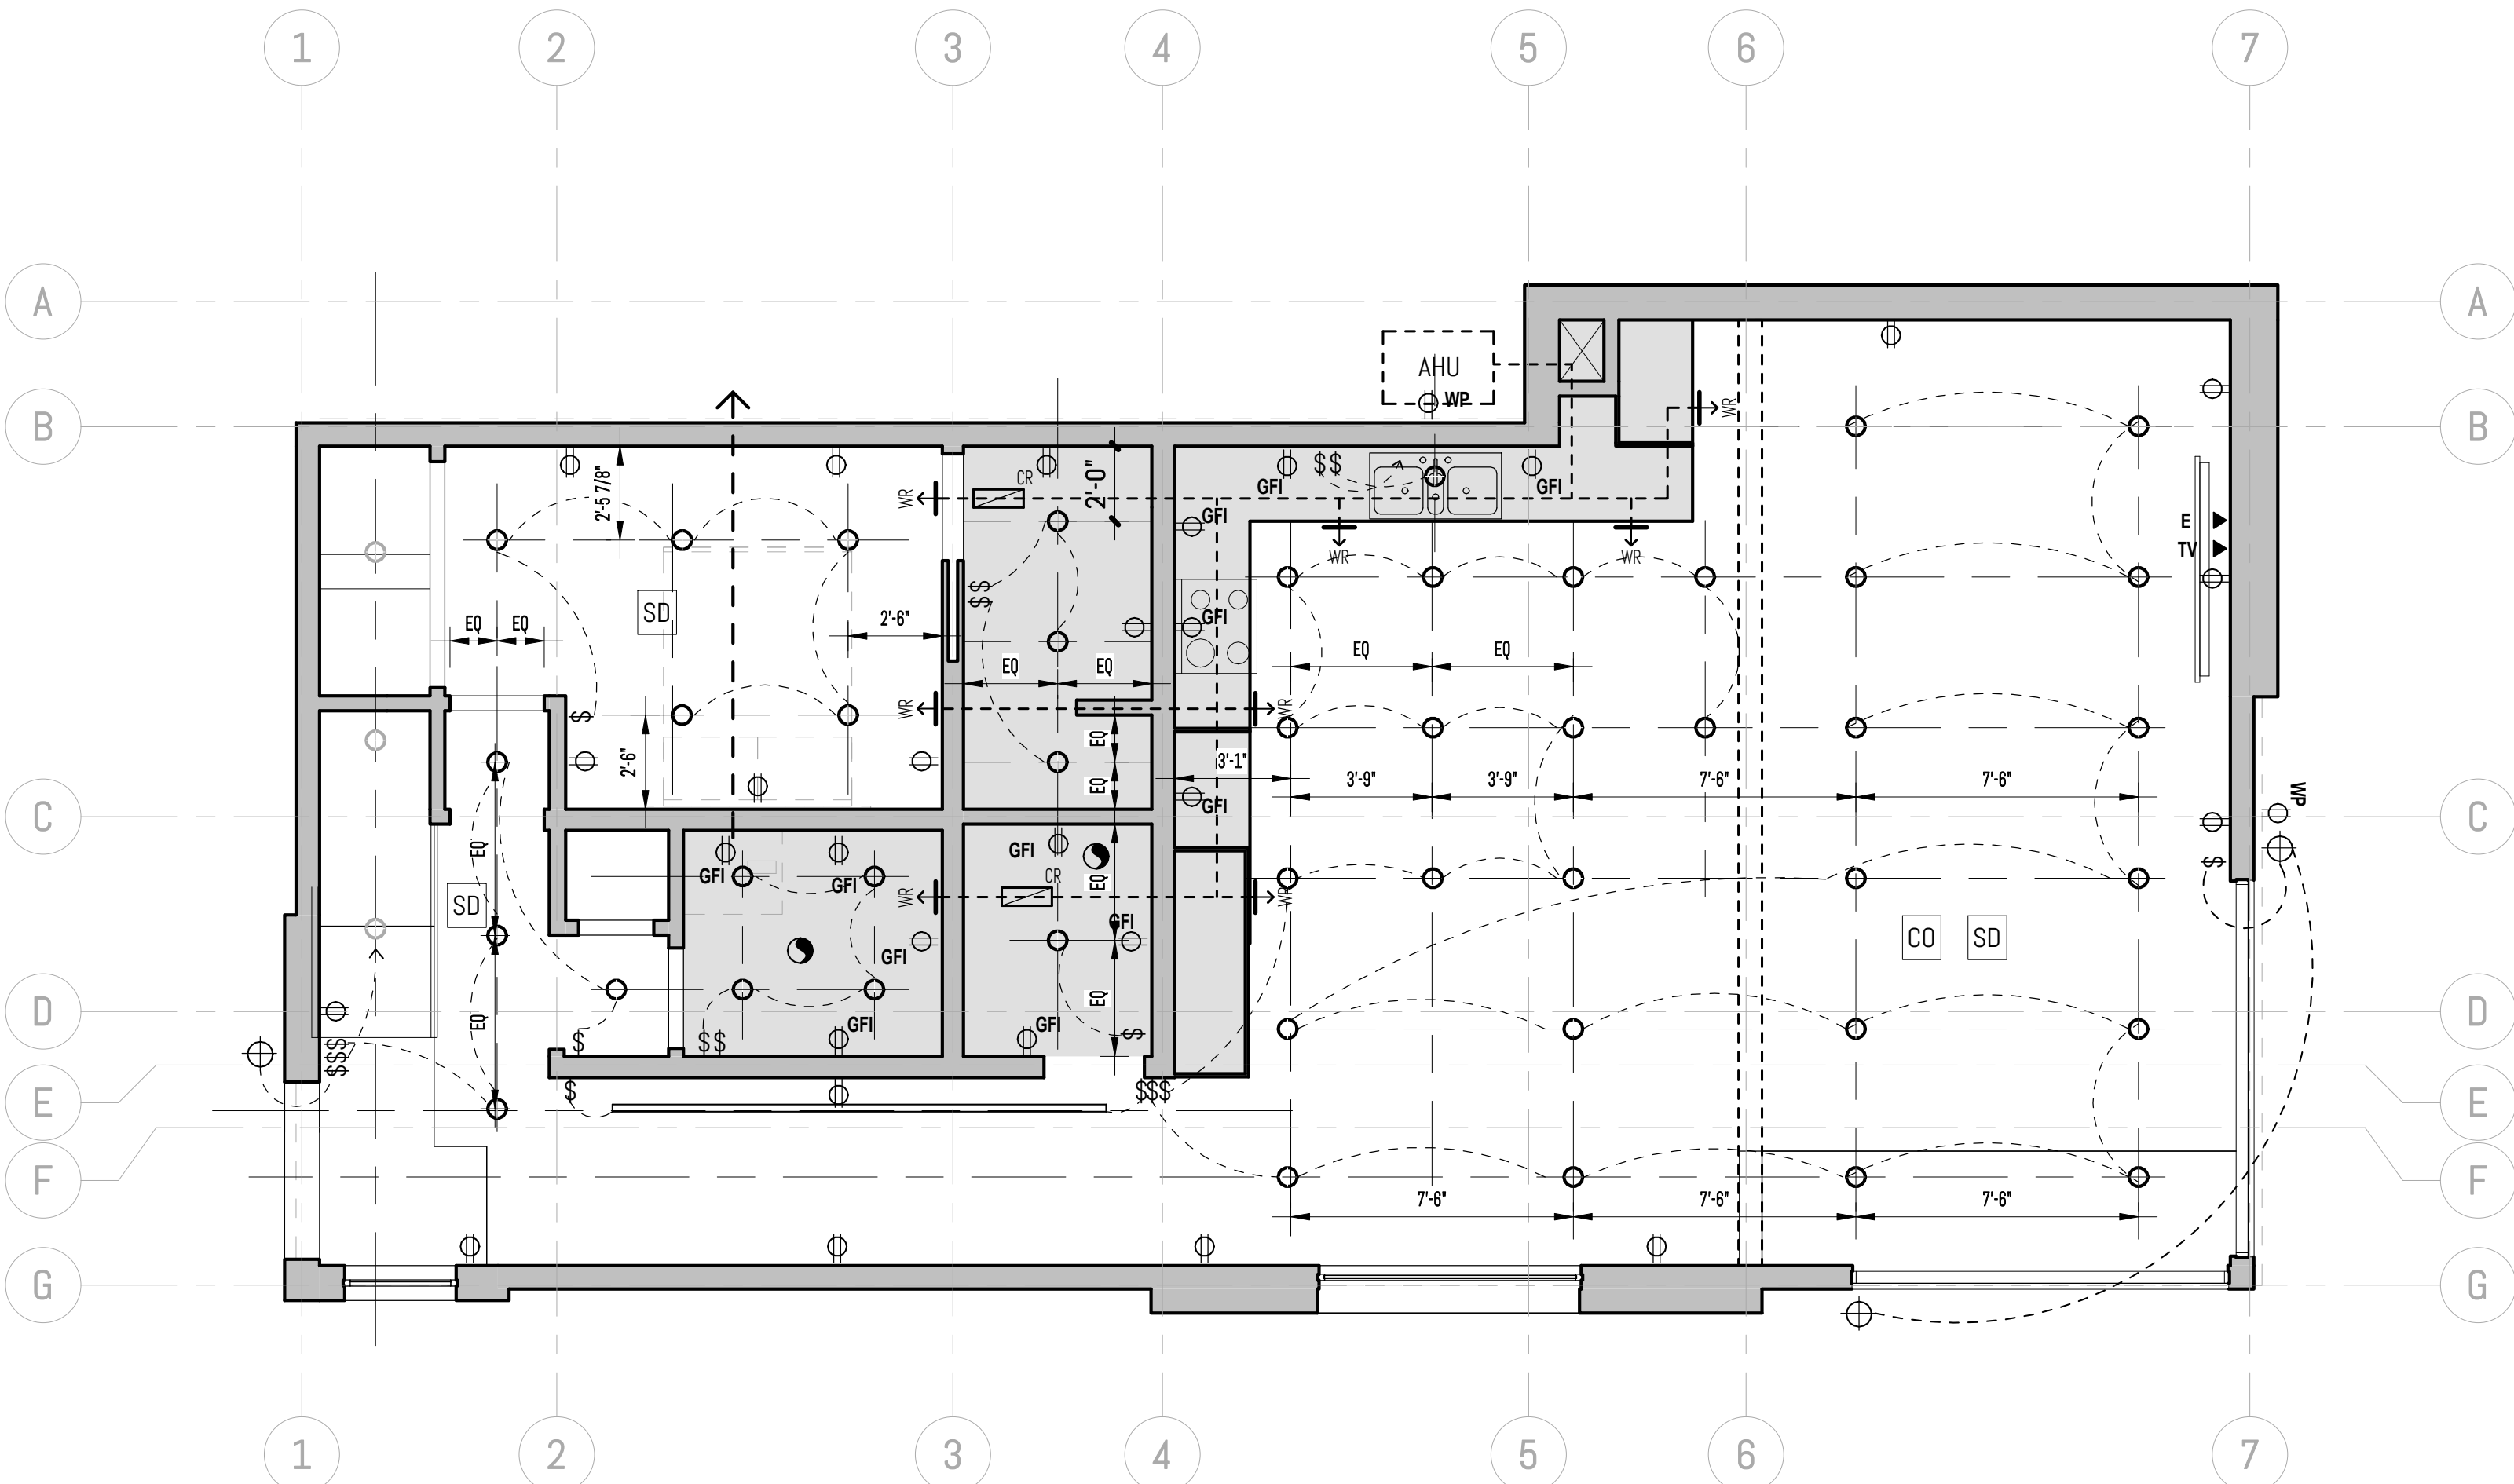 1 2 3 4 5 6 7
A A
AHU
B WP WR B
2'-5 7/8" CR 2'-0" $$
WR GFI GFI
GFI E
WR WR TV
SD $$ GFI
EQ EQ 2'-6"
EQ EQ EQ EQ
WR WR
$ EQ
2'-6" 3'-1" 3'-9" 3'-9" 7'-6" 7'-6"
EQ GFI WP
C C
EQ GFI EQ $
GFI GFI CR
SD WR WR
GFI CO SD
GFI
D EQ GFI GFI EQ D
$$$ $ $$ $
E $ $$$ E
F F
7'-6" 7'-6" 7'-6"
G G
1 2 3 4 5 6 7